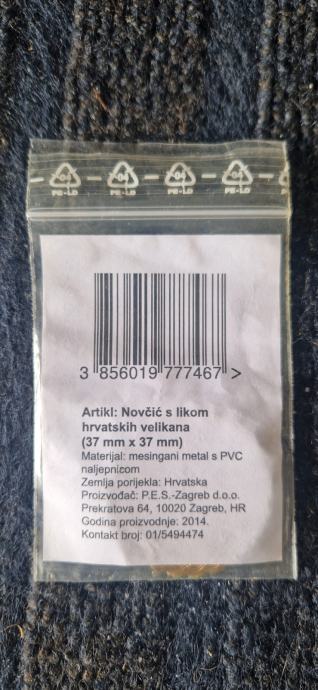 04 04 04 04
PE-LD PE-LD PE-LD PE-LD
3 856019 777467 >
Artikl: Novčić s likom
hrvatskih velikana
(37 mm x 37 mm)
Materijal: mesingani metal s PVC
naljepnicom
Zemlja porijekla: Hrvatska
Proizvođač: P.E.S.-Zagreb d.o.o.
Prekratova 64, 10020 Zagreb, HR
Godina proizvodnje: 2014.
Kontakt broj: 01/5494474